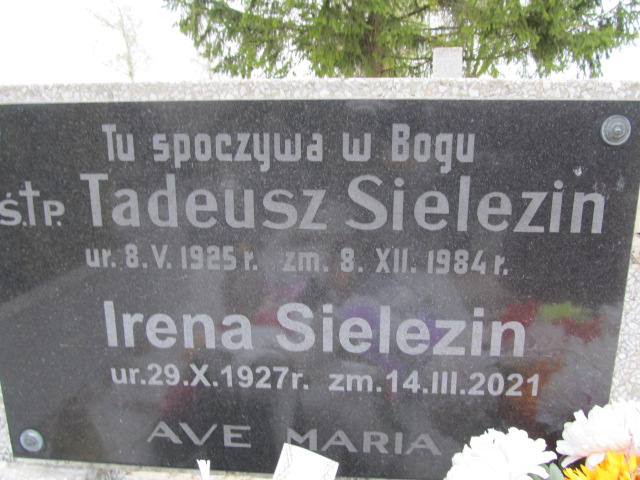 Tu spoczywa w Bogu
Ś.†P. Tadeusz Sielezin
ur. 8. V. 1925 r. zm. 8. XII. 1984 r.
Irena Sielezin
ur.29.X.1927r. zm.14.III.2021
AVE MARIA